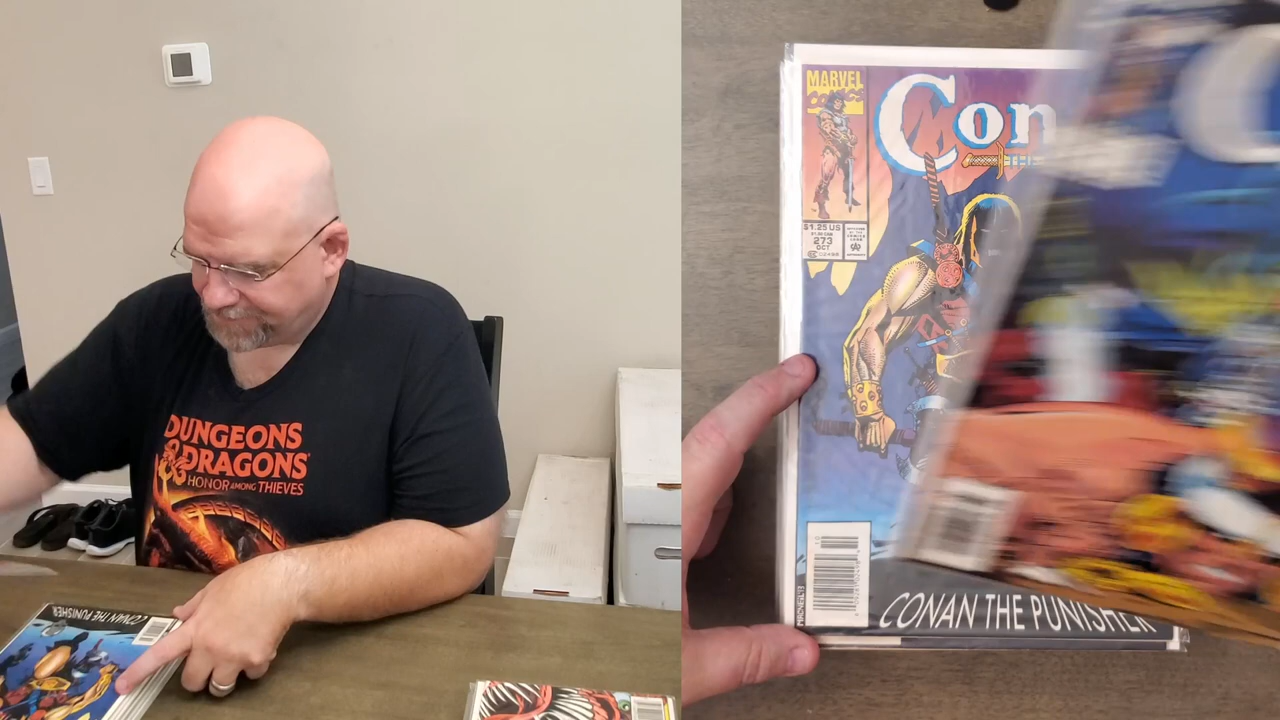 DUNGEONS
& DRAGONS
HONOR AMONG THIEVES
CONAN THE PUNISHER
MARVEL
COMICS
Con
$1.25 US
273
OCT
CONAN THE PUNISHER